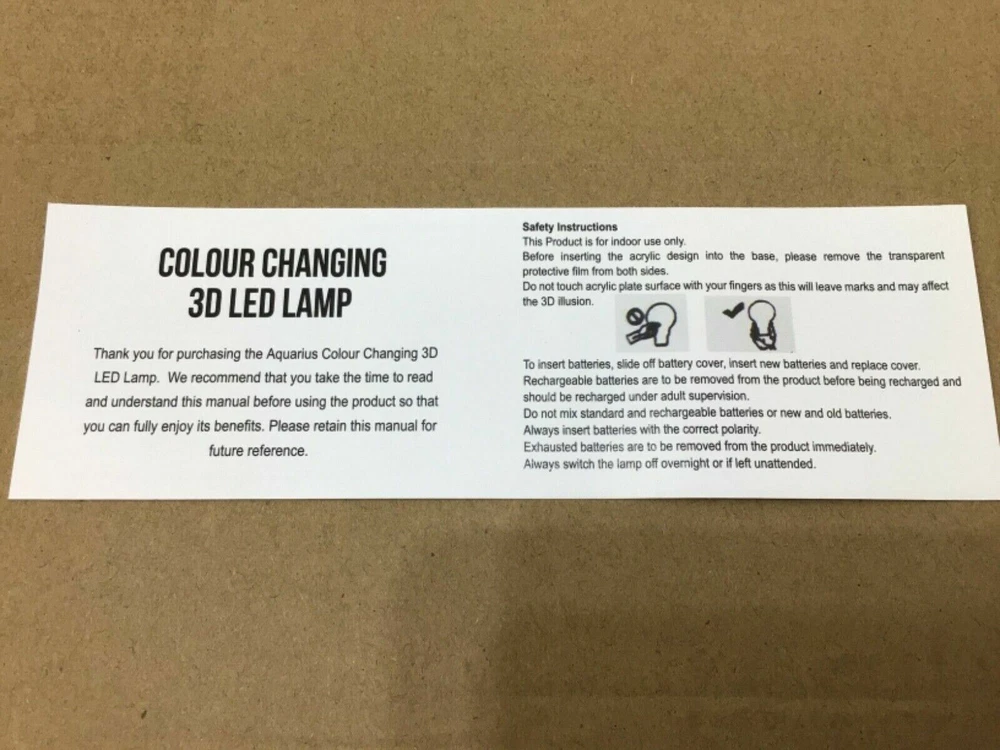 COLOUR CHANGING
3D LED LAMP
Thank you for purchasing the Aquarius Colour Changing 3D
LED Lamp. We recommend that you take the time to read
and understand this manual before using the product so that
you can fully enjoy its benefits. Please retain this manual for
future reference.
Safety Instructions
This Product is for indoor use only.
Before inserting the acrylic design into the base, please remove the transparent
protective film from both sides.
Do not touch acrylic plate surface with your fingers as this will leave marks and may affect
the 3D illusion.
To insert batteries, slide off battery cover, insert new batteries and replace cover.
Rechargeable batteries are to be removed from the product before being recharged and
should be recharged under adult supervision.
Do not mix standard and rechargeable batteries or new and old batteries.
Always insert batteries with the correct polarity.
Exhausted batteries are to be removed from the product immediately.
Always switch the lamp off overnight or if left unattended.